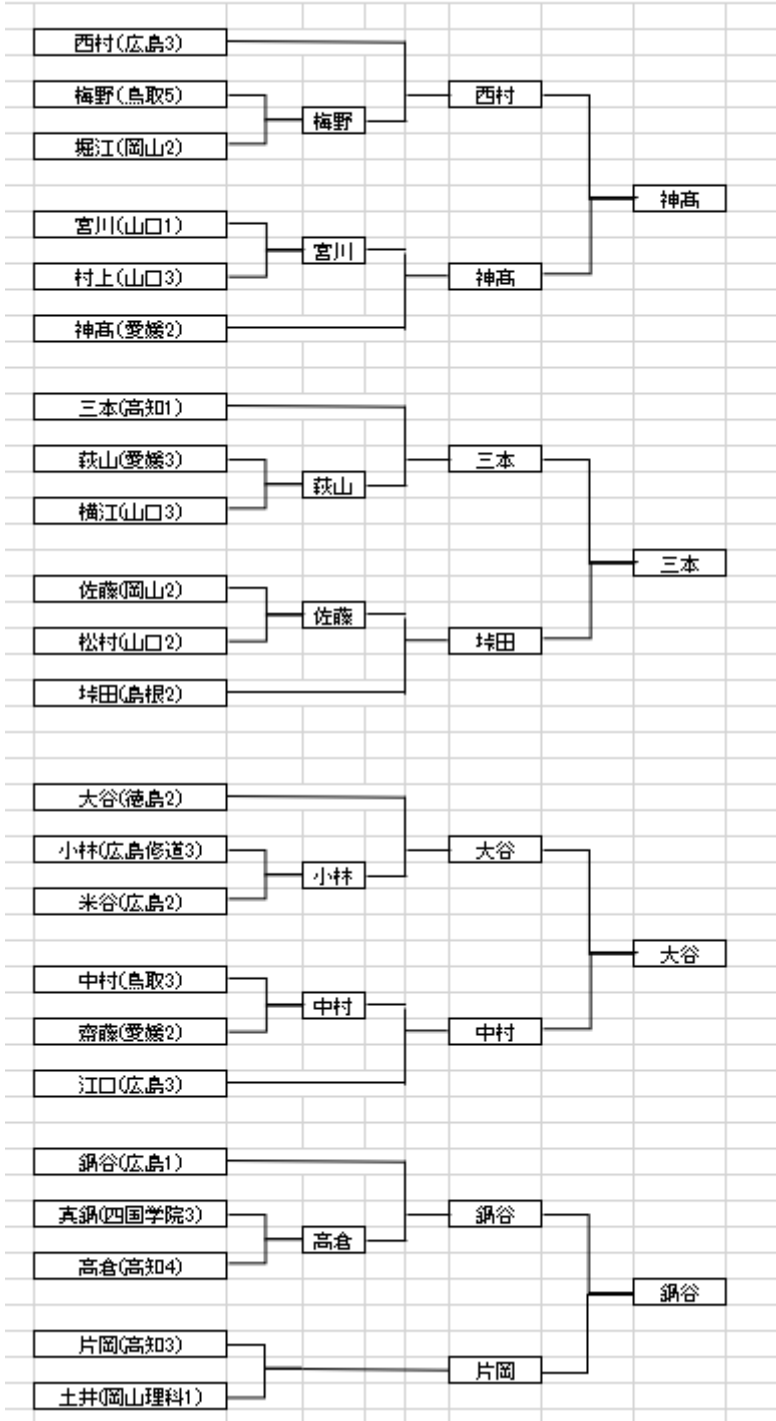 西村(広島3)
梅野(鳥取5)
西村
梅野
堀江(岡山2)
神髙
宮川(山口1)
宮川
村上(山口3)
神髙
神髙(愛媛2)
三本(高知1)
萩山(愛媛3)
三本
萩山
横江(山口3)
三本
佐藤(岡山2)
佐藤
松村(山口2)
垰田
垰田(島根2)
大谷(徳島2)
小林(広島修道3)
大谷
小林
米谷(広島2)
大谷
中村(鳥取3)
中村
齋藤(愛媛2)
中村
江口(広島3)
鍋谷(広島1)
真鍋(四国学院3)
鍋谷
高倉
高倉(高知4)
鍋谷
片岡(高知3)
片岡
土井(岡山理科1)